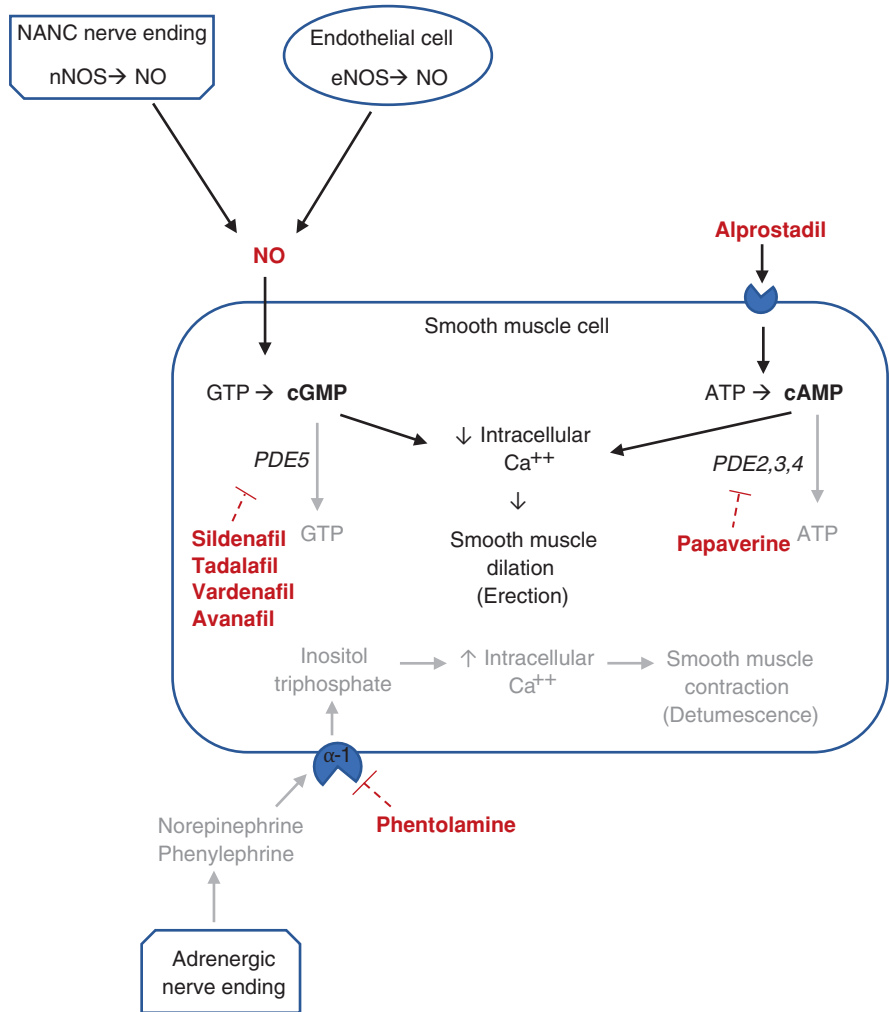 NANC nerve ending
nNOS→ NO
Endothelial cell
eNOS→ NO
NO
Alprostadil
Smooth muscle cell
GTP → cGMP
ATP → cAMP
↓ Intracellular
Ca++
PDE5
PDE2,3,4
↓
GTP
ATP
Sildenafil
Tadalafil
Vardenafil
Avanafil
Papaverine
Smooth muscle
dilation
(Erection)
Inositol
triphosphate
↑ Intracellular
Ca++
Smooth muscle
contraction
(Detumescence)
α-1
Norepinephrine
Phenylephrine
Phentolamine
Adrenergic
nerve ending